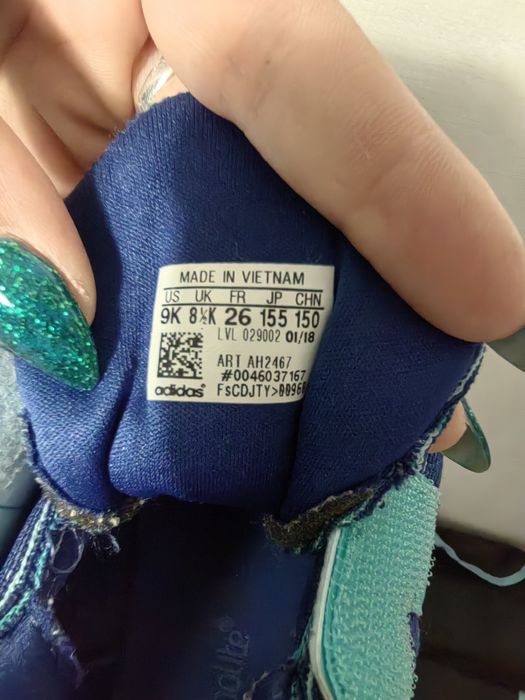 MADE IN VIETNAM
US UK FR JP CHN
9K 8½K 26 155 150
LVL 029002 01/18
ART AH2467
#0046037167
adidas® FsCDJTY>